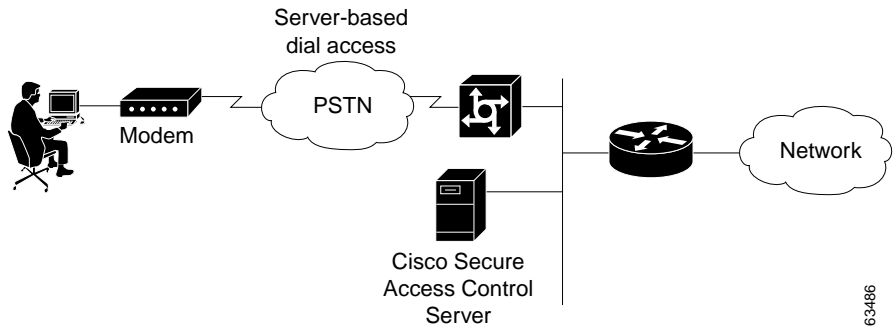 Server-based
dial access
PSTN
Modem
Network
Cisco Secure
Access Control
Server
63486